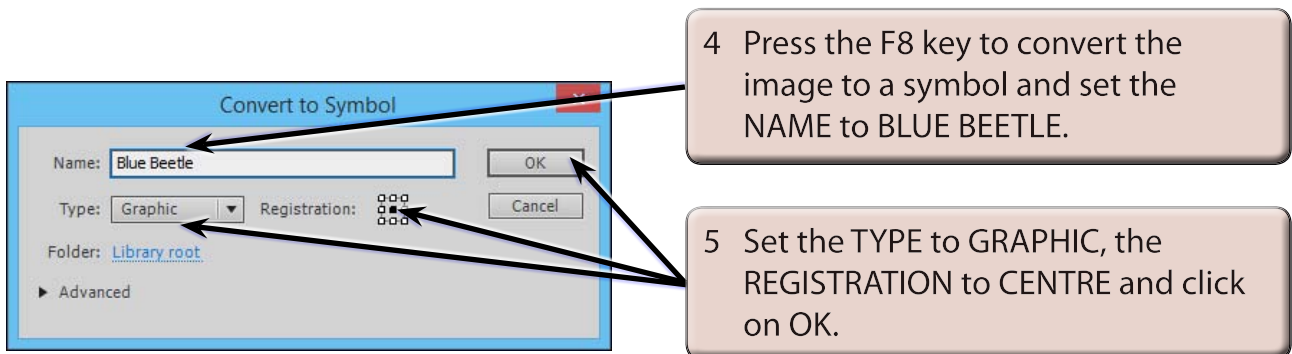 4 Press the F8 key to convert the
image to a symbol and set the
NAME to BLUE BEETLE.
Convert to Symbol
Name: Blue Beetle OK
Type: Graphic Registration: Cancel
Folder: Library root
Advanced
5 Set the TYPE to GRAPHIC, the
REGISTRATION to CENTRE and click
on OK.